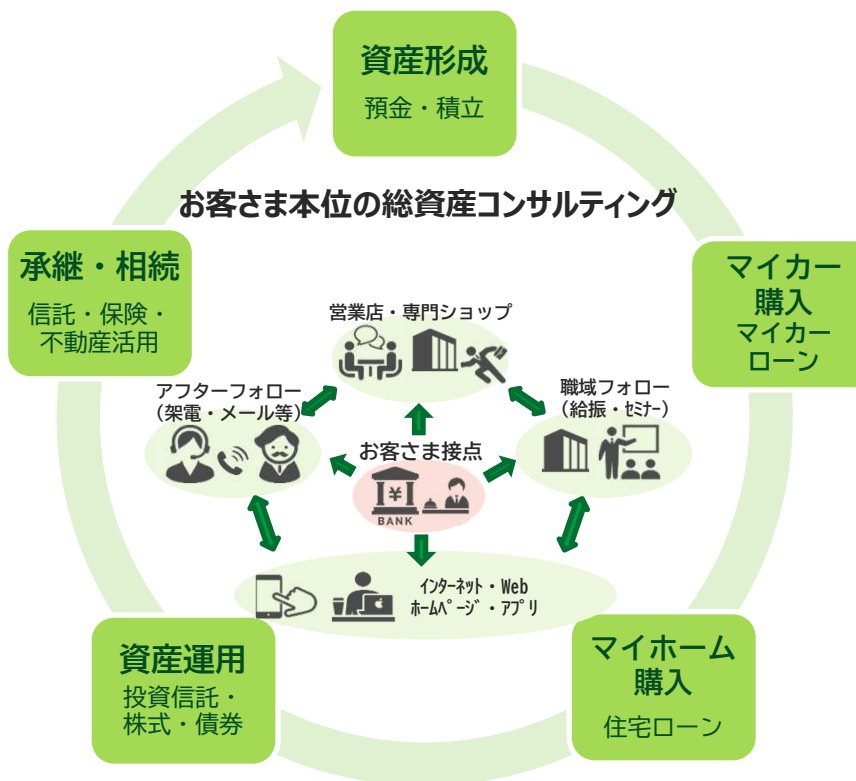 資産形成
預金・積立
お客さま本位の総資産コンサルティング
承継・相続
信託・保険・
不動産活用
マイカー
購入
マイカー
ローン
営業店・専門ショップ
アフターフォロー
（架電・メール等）
職域フォロー
（給振・ｾﾐﾅｰ）
お客さま接点
¥
BANK
ｲﾝﾀｰﾈｯﾄ・Web
ﾎｰﾑﾍﾟｰｼﾞ・ｱﾌﾟﾘ
資産運用
投資信託・
株式・債券
マイホーム
購入
住宅ローン